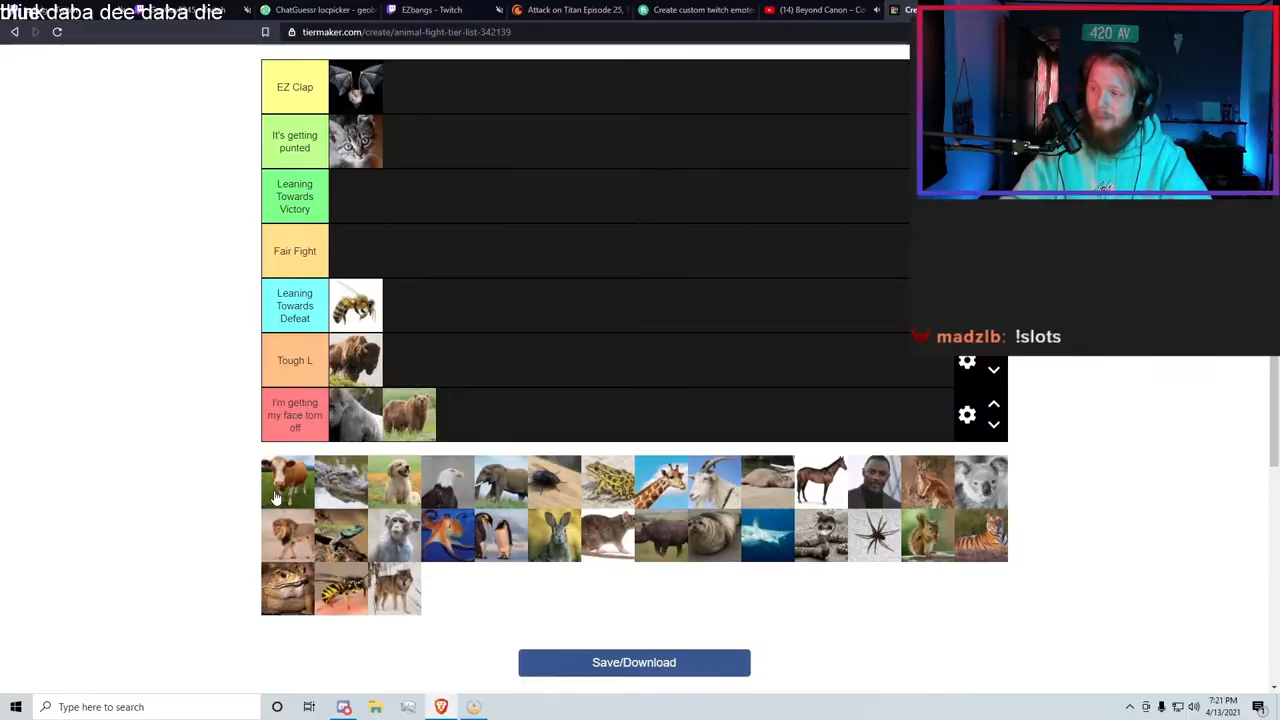 blunkdaba dee daba die
ChatGuessr locpicker - geob
EZbangs - Twitch
Attack on Titan Episode 25,
Create custom twitch emote
(14) Beyond Canon – Co
Cre
tiermaker.com/create/animal-fight-tier-list-342139
420 AV
EZ Clap
It's getting
punted
Leaning
Towards
Victory
Fair Fight
Leaning
Towards
Defeat
Tough L
I'm getting
my face torn
off
madzlb: !slots
Save/Download
Type here to search
7:21 PM
4/13/2021